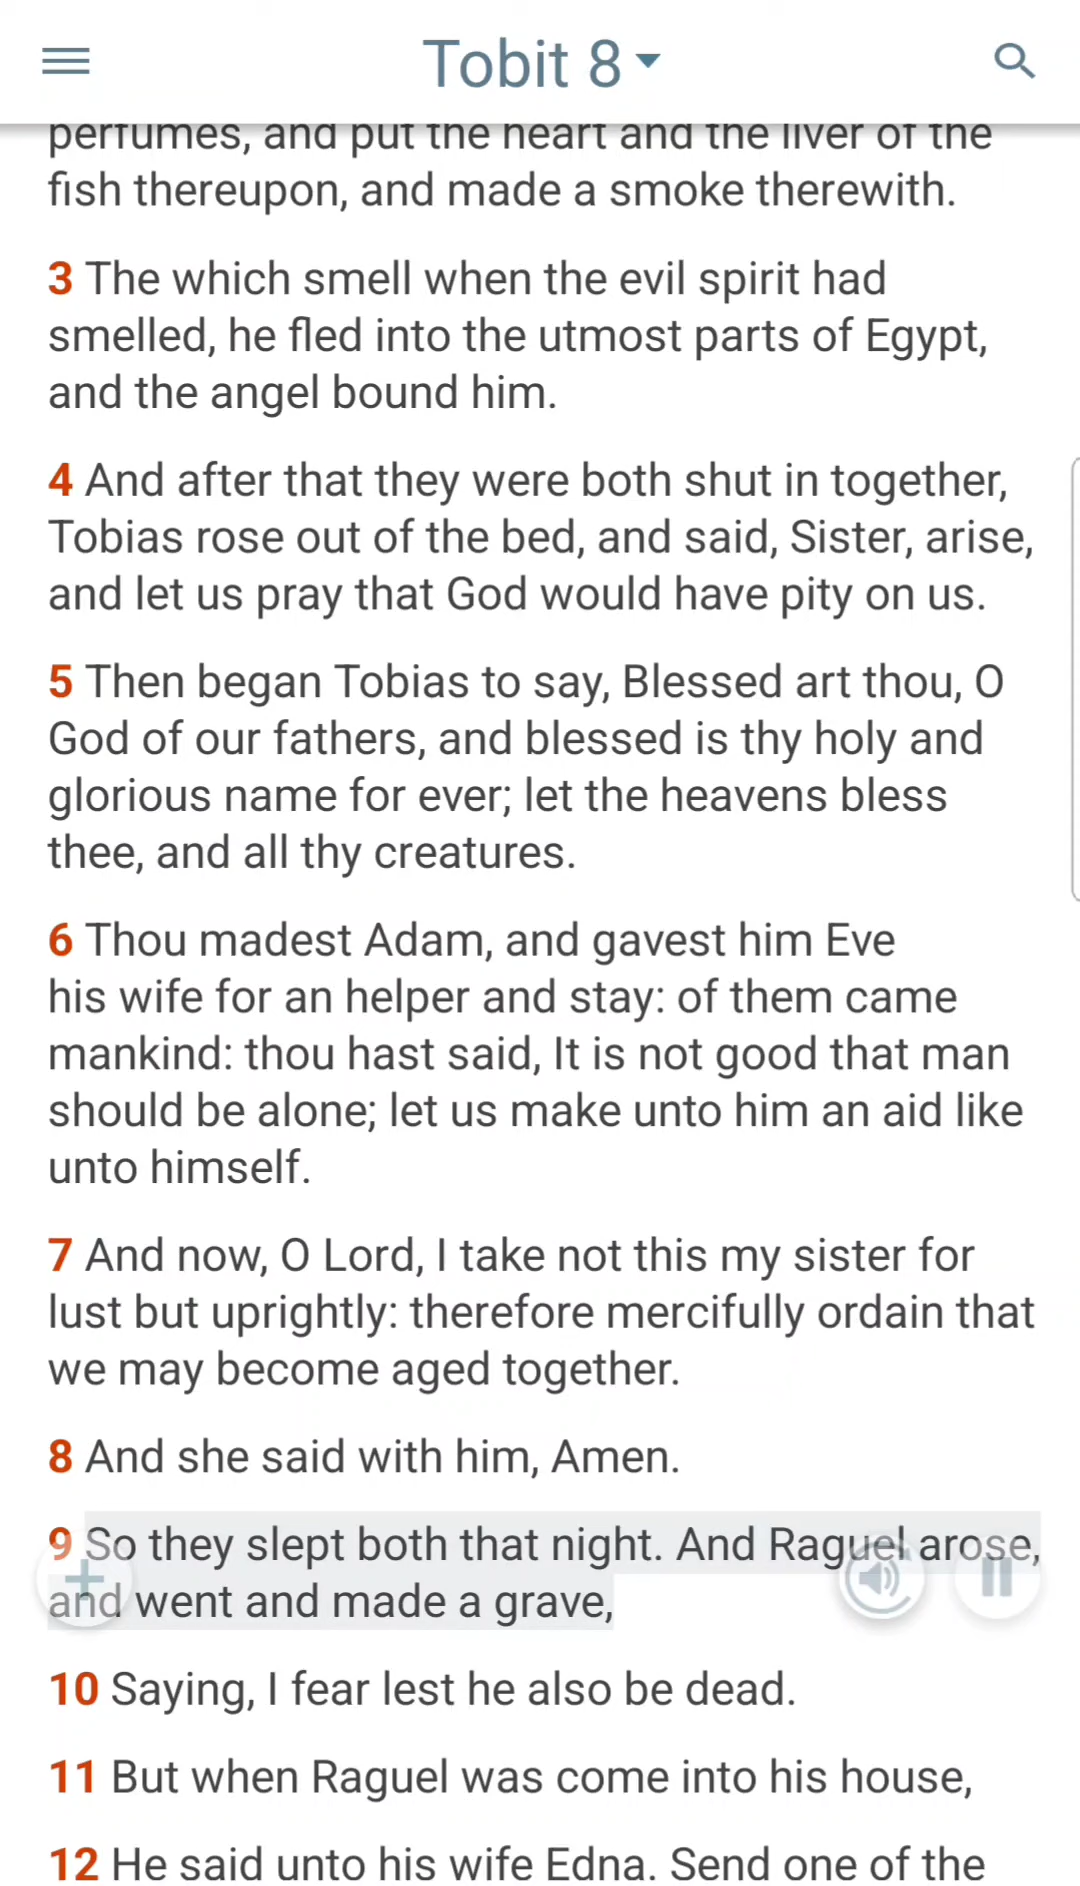 Tobit 8
perfumes, and put the heart and the liver of the
fish thereupon, and made a smoke therewith.
3 The which smell when the evil spirit had
smelled, he fled into the utmost parts of Egypt,
and the angel bound him.
4 And after that they were both shut in together,
Tobias rose out of the bed, and said, Sister, arise,
and let us pray that God would have pity on us.
5 Then began Tobias to say, Blessed art thou, O
God of our fathers, and blessed is thy holy and
glorious name for ever; let the heavens bless
thee, and all thy creatures.
6 Thou madest Adam, and gavest him Eve
his wife for an helper and stay: of them came
mankind: thou hast said, It is not good that man
should be alone; let us make unto him an aid like
unto himself.
7 And now, O Lord, I take not this my sister for
lust but uprightly: therefore mercifully ordain that
we may become aged together.
8 And she said with him, Amen.
9 So they slept both that night. And Raguel arose,
and went and made a grave,
10 Saying, I fear lest he also be dead.
11 But when Raguel was come into his house,
12 He said unto his wife Edna. Send one of the